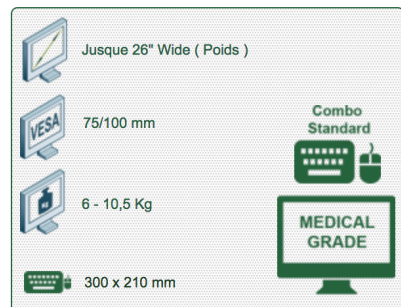 Jusque 26" Wide ( Poids )
VESA
75/100 mm
KG
6 - 10,5 Kg
300 x 210 mm
Combo
Standard
MEDICAL
GRADE